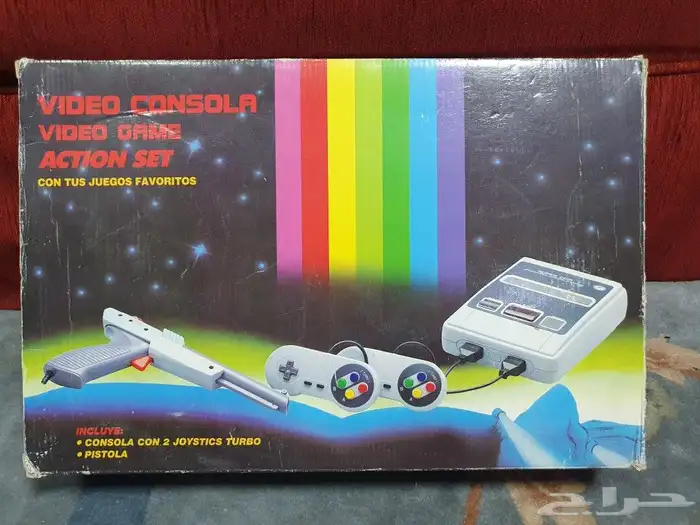 VIDEO CONSOLA
VIDEO GAME
ACTION SET
CON TUS JUEGOS FAVORITOS
INCLUYE:
• CONSOLA CON 2 JOYSTICS TURBO
• PISTOLA
حراج